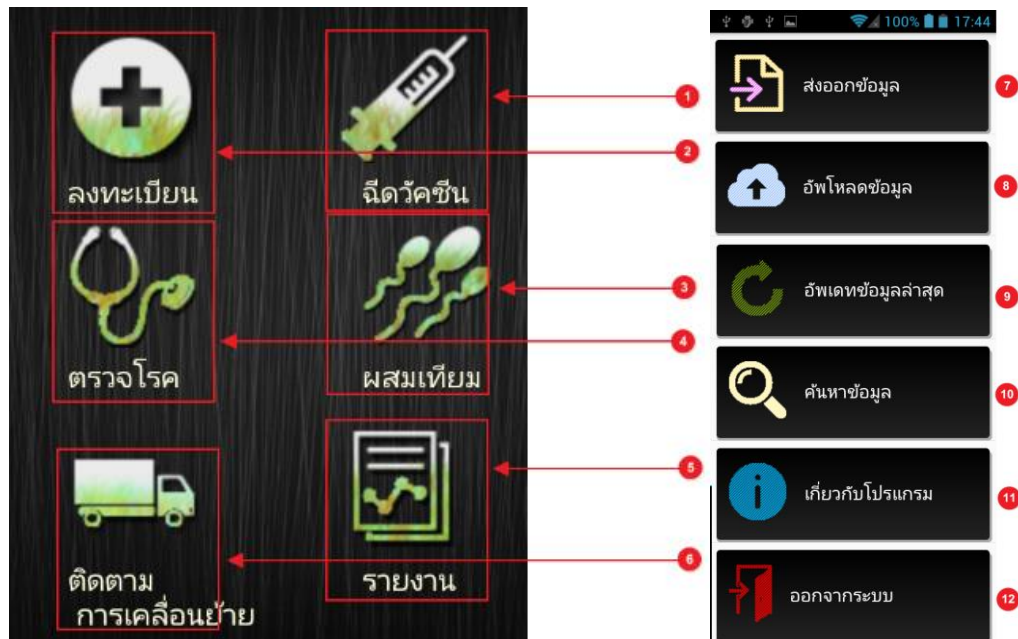 ลงทะเบียน
ฉีดวัคซีน
1
2
ตรวจโรค
ผสมเทียม
3
4
ติดตาม
การเคลื่อนย้าย
รายงาน
5
6
100% 17:44
ส่งออกข้อมูล
7
อัพโหลดข้อมูล
8
อัพเดทข้อมูลล่าสุด
9
ค้นหาข้อมูล
10
เกี่ยวกับโปรแกรม
11
ออกจากระบบ
12